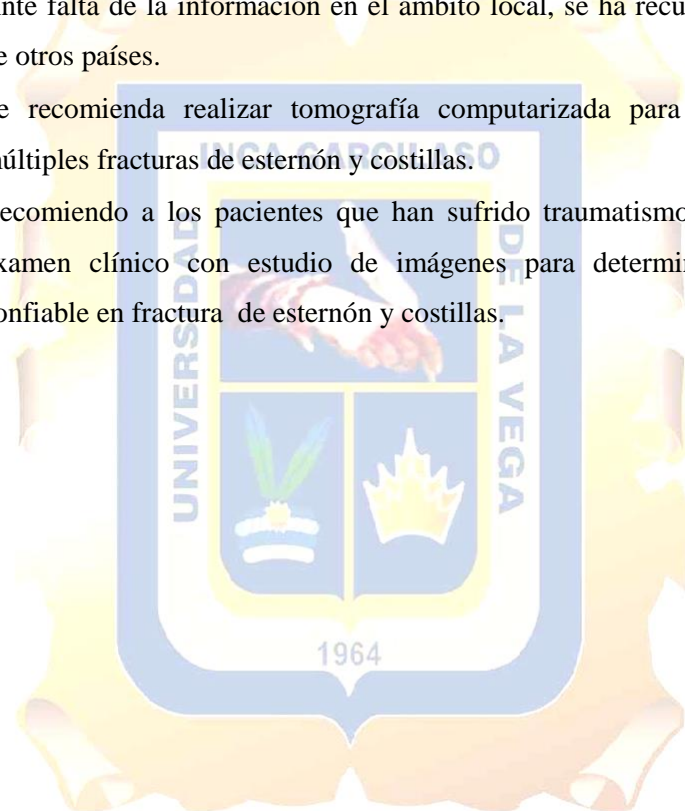 nte falta de la información en el ámbito local, se ha recu
e otros países.
e recomienda realizar tomografía computarizada para
últiples fracturas de esternón y costillas.
ecomiendo a los pacientes que han sufrido traumatismo
xamen clínico con estudio de imágenes para determin
onfiable en fractura de esternón y costillas.
UNIVERSIDAD
INCA GARCILASO
DE LA VEGA
1964